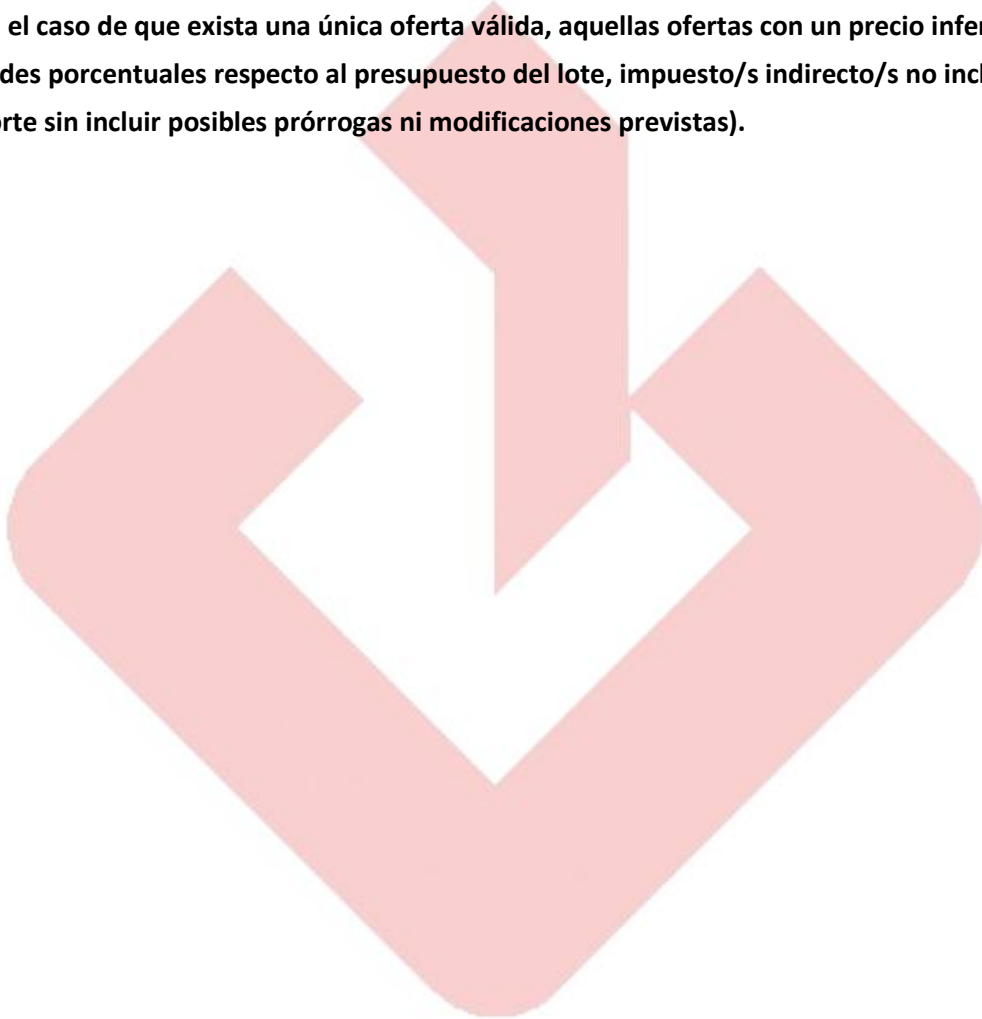 el caso de que exista una única oferta válida, aquellas ofertas con un precio infer
des porcentuales respecto al presupuesto del lote, impuesto/s indirecto/s no incl
orte sin incluir posibles prórrogas ni modificaciones previstas).